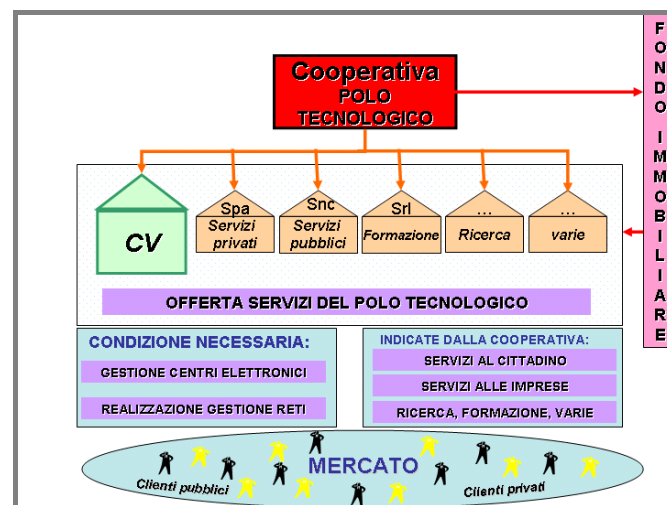 Cooperativa
POLO
TECNOLOGICO
FONDO IMMOBILIARE
CV
Spa
Servizi
privati
Snc
Servizi
pubblici
Srl
Formazione
...
Ricerca
...
varie
OFFERTA SERVIZI DEL POLO TECNOLOGICO
CONDIZIONE NECESSARIA:
GESTIONE CENTRI ELETTRONICI
REALIZZAZIONE GESTIONE RETI
INDICATE DALLA COOPERATIVA:
SERVIZI AL CITTADINO
SERVIZI ALLE IMPRESE
RICERCA, FORMAZIONE, VARIE
MERCATO
Clienti pubblici
Clienti privati